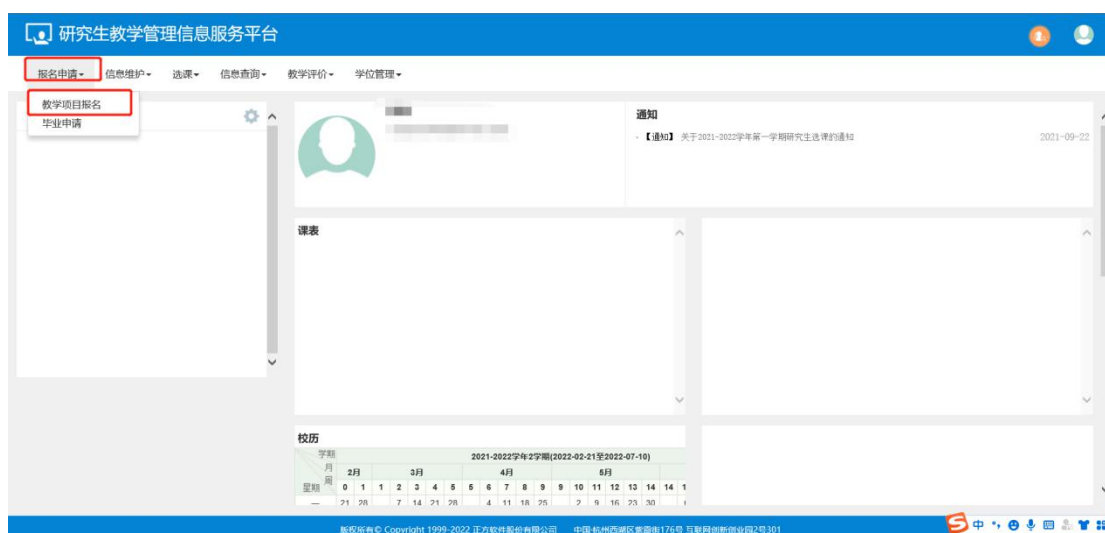 研究生教学管理信息服务平台
报名申请 信息维护 选课 信息查询 教学评价 学位管理
教学项目报名
毕业申请
通知
【通知】 关于2021-2022学年第一学期研究生选课的通知 2021-09-22
课表
校历
学期 2021-2022学年2学期(2022-02-21至2022-07-10)
月 2月 3月 4月 5月
周
星期 0 1 1 2 3 4 5 5 6 7 8 9 9 10 11 12 13 14 14 1
一 21 28 7 14 21 28 4 11 18 25 2 9 16 23 30
版权所有© Copyright 1999-2022 正方软件股份有限公司 中国·杭州西湖区紫霞街176号 互联网创新创业园2号301
中